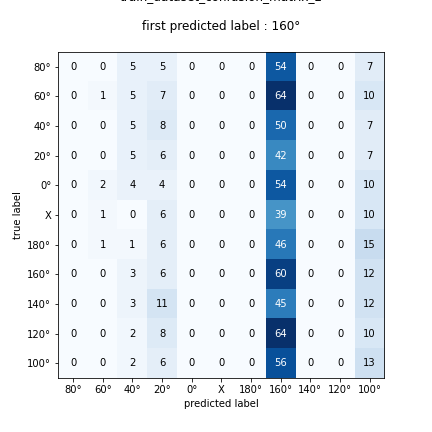 first predicted label : 160°
80° 0 0 5 5 0 0 0 54 0 0 7
60° 0 1 5 7 0 0 0 64 0 0 10
40° 0 0 5 8 0 0 0 50 0 0 7
20° 0 0 5 6 0 0 0 42 0 0 7
0° 0 2 4 4 0 0 0 54 0 0 10
X 0 1 0 6 0 0 0 39 0 0 10
180° 0 1 1 6 0 0 0 46 0 0 15
160° 0 0 3 6 0 0 0 60 0 0 12
140° 0 0 3 11 0 0 0 45 0 0 12
120° 0 0 2 8 0 0 0 64 0 0 10
100° 0 0 2 6 0 0 0 56 0 0 13
true label
80° 60° 40° 20° 0° X 180° 160° 140° 120° 100°
predicted label